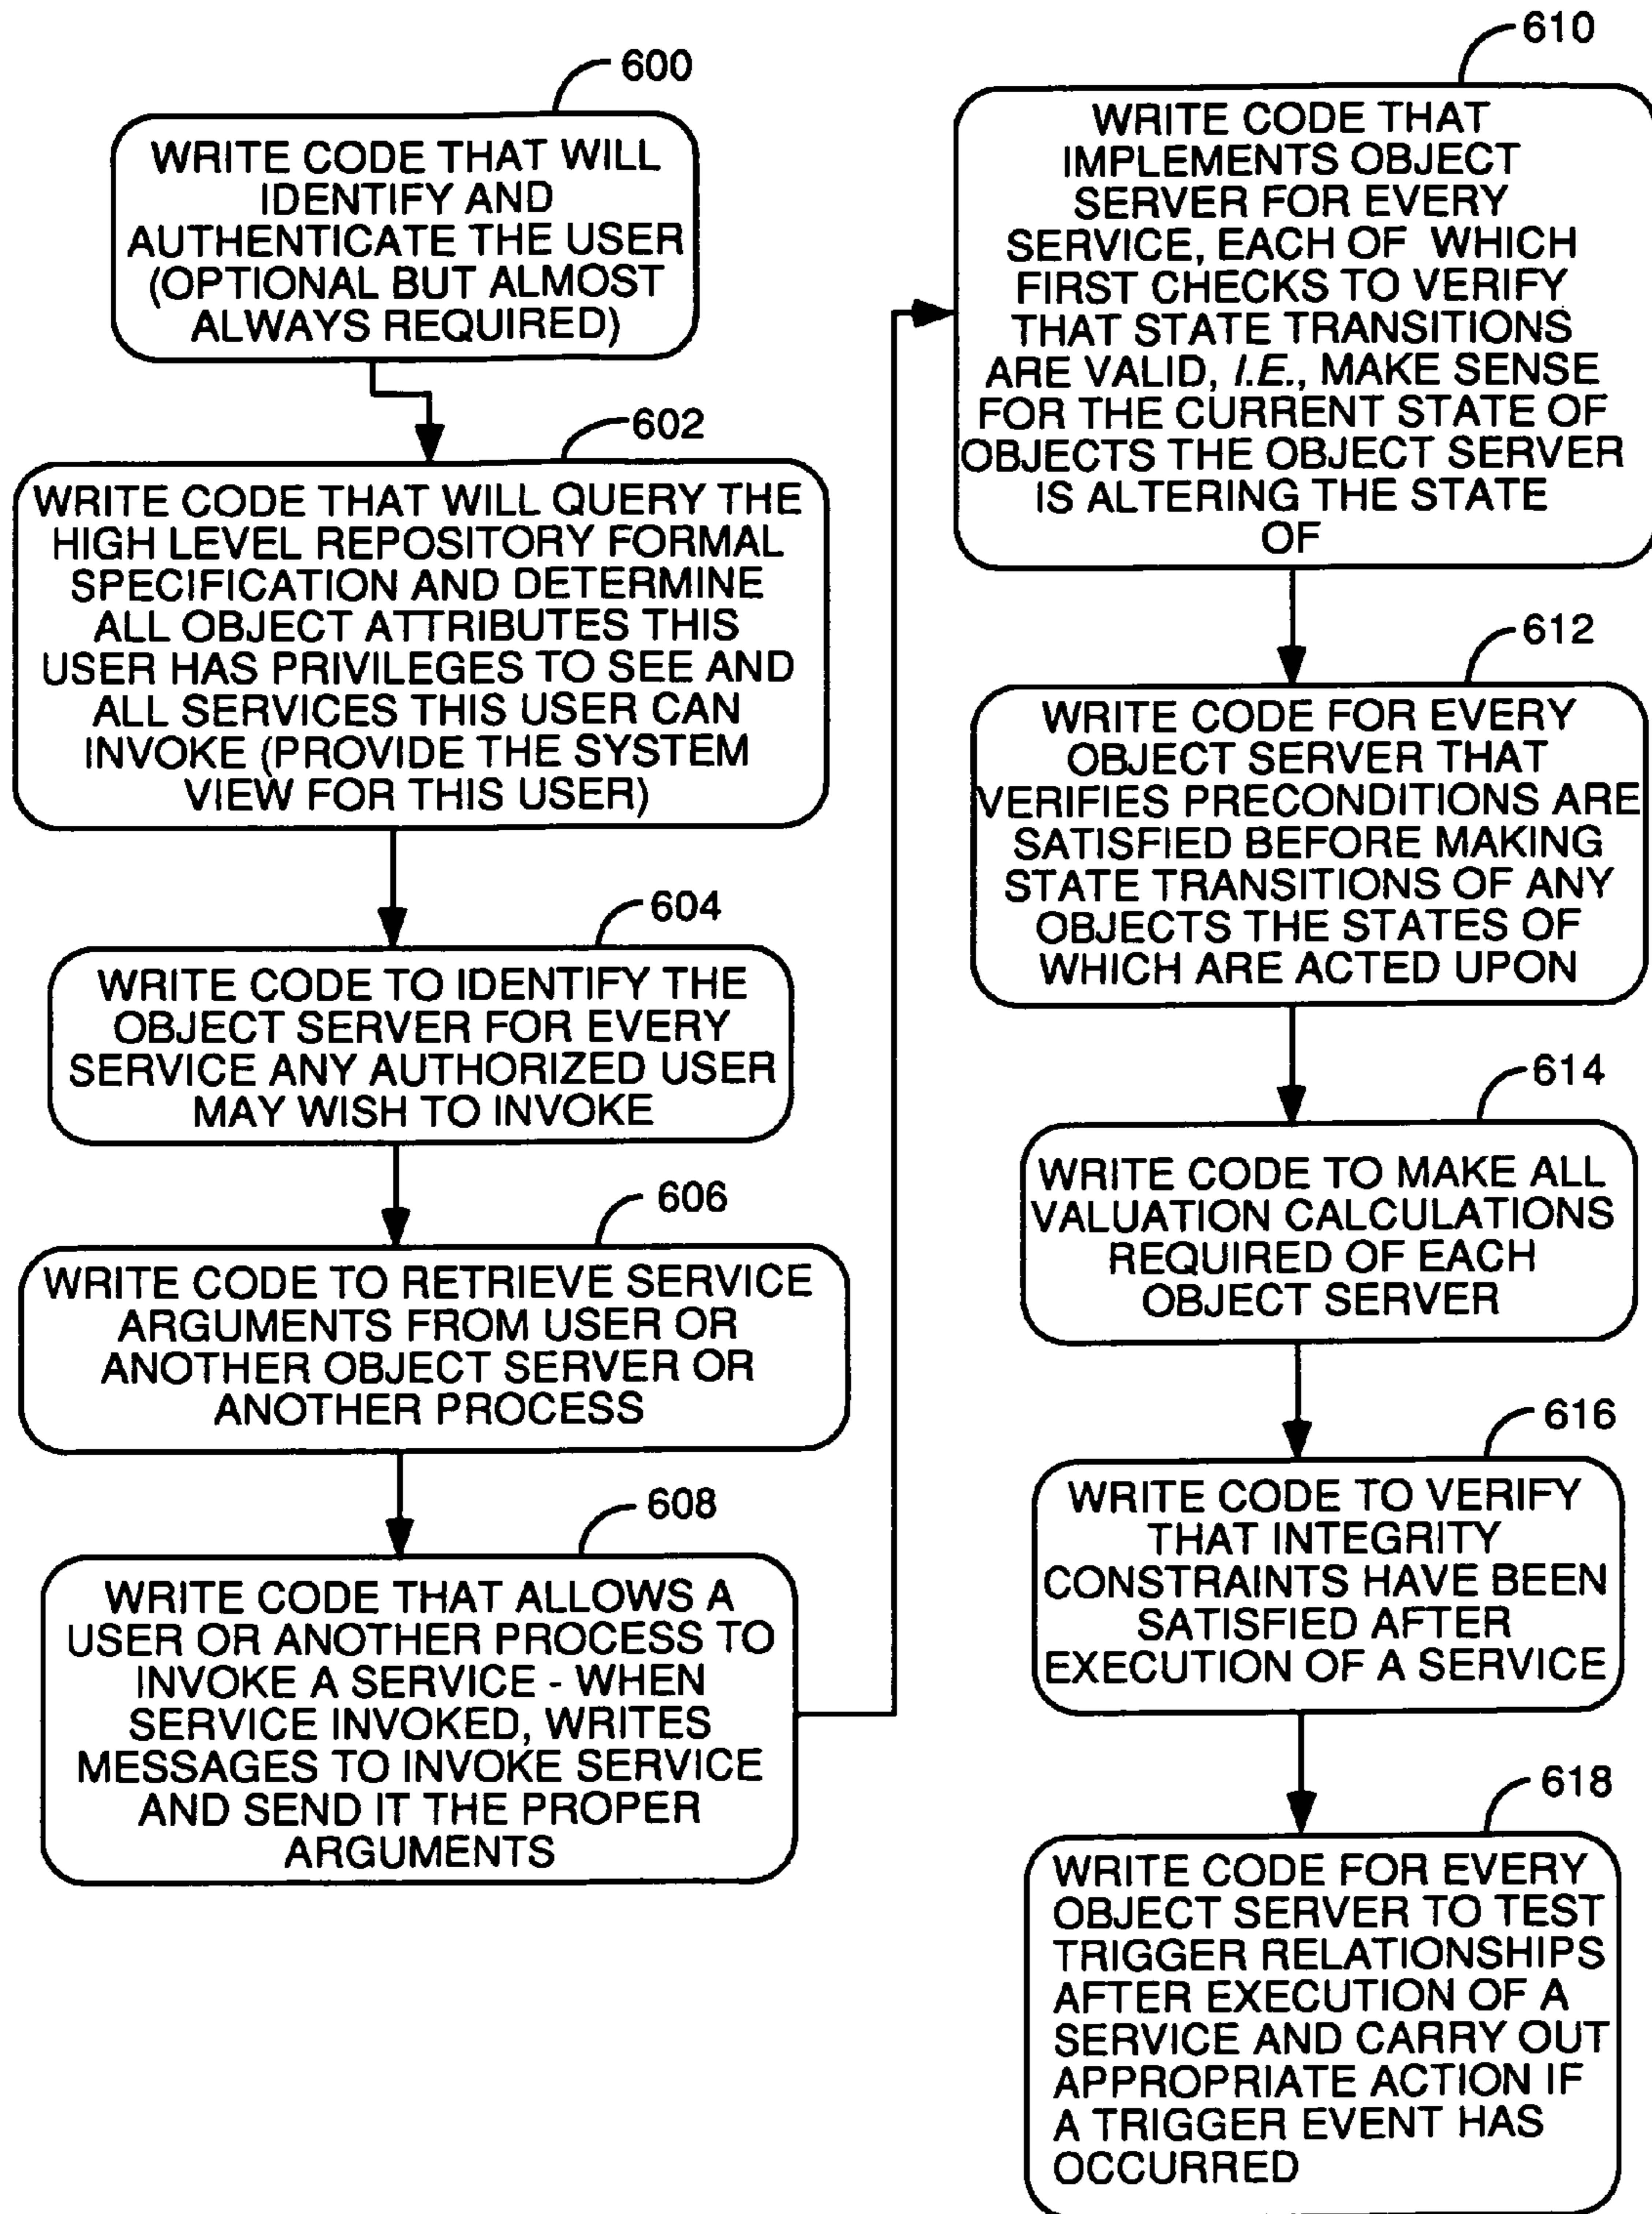 600
WRITE CODE THAT WILL
IDENTIFY AND
AUTHENTICATE THE USER
(OPTIONAL BUT ALMOST
ALWAYS REQUIRED)
602
WRITE CODE THAT WILL QUERY THE
HIGH LEVEL REPOSITORY FORMAL
SPECIFICATION AND DETERMINE
ALL OBJECT ATTRIBUTES THIS
USER HAS PRIVILEGES TO SEE AND
ALL SERVICES THIS USER CAN
INVOKE (PROVIDE THE SYSTEM
VIEW FOR THIS USER)
604
WRITE CODE TO IDENTIFY THE
OBJECT SERVER FOR EVERY
SERVICE ANY AUTHORIZED USER
MAY WISH TO INVOKE
606
WRITE CODE TO RETRIEVE SERVICE
ARGUMENTS FROM USER OR
ANOTHER OBJECT SERVER OR
ANOTHER PROCESS
608
WRITE CODE THAT ALLOWS A
USER OR ANOTHER PROCESS TO
INVOKE A SERVICE - WHEN
SERVICE INVOKED, WRITES
MESSAGES TO INVOKE SERVICE
AND SEND IT THE PROPER
ARGUMENTS
610
WRITE CODE THAT
IMPLEMENTS OBJECT
SERVER FOR EVERY
SERVICE, EACH OF WHICH
FIRST CHECKS TO VERIFY
THAT STATE TRANSITIONS
ARE VALID, I.E., MAKE SENSE
FOR THE CURRENT STATE OF
OBJECTS THE OBJECT SERVER
IS ALTERING THE STATE
OF
612
WRITE CODE FOR EVERY
OBJECT SERVER THAT
VERIFIES PRECONDITIONS ARE
SATISFIED BEFORE MAKING
STATE TRANSITIONS OF ANY
OBJECTS THE STATES OF
WHICH ARE ACTED UPON
614
WRITE CODE TO MAKE ALL
VALUATION CALCULATIONS
REQUIRED OF EACH
OBJECT SERVER
616
WRITE CODE TO VERIFY
THAT INTEGRITY
CONSTRAINTS HAVE BEEN
SATISFIED AFTER
EXECUTION OF A SERVICE
618
WRITE CODE FOR EVERY
OBJECT SERVER TO TEST
TRIGGER RELATIONSHIPS
AFTER EXECUTION OF A
SERVICE AND CARRY OUT
APPROPRIATE ACTION IF
A TRIGGER EVENT HAS
OCCURRED